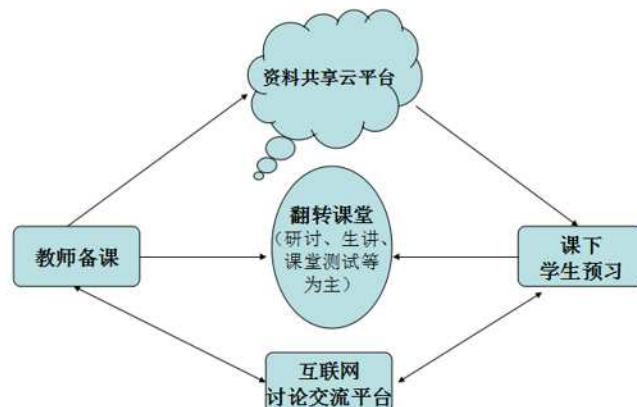 资料共享云平台
翻转课堂
（研讨、生讲、
课堂测试等
为主）
教师备课
课下
学生预习
互联网
讨论交流平台